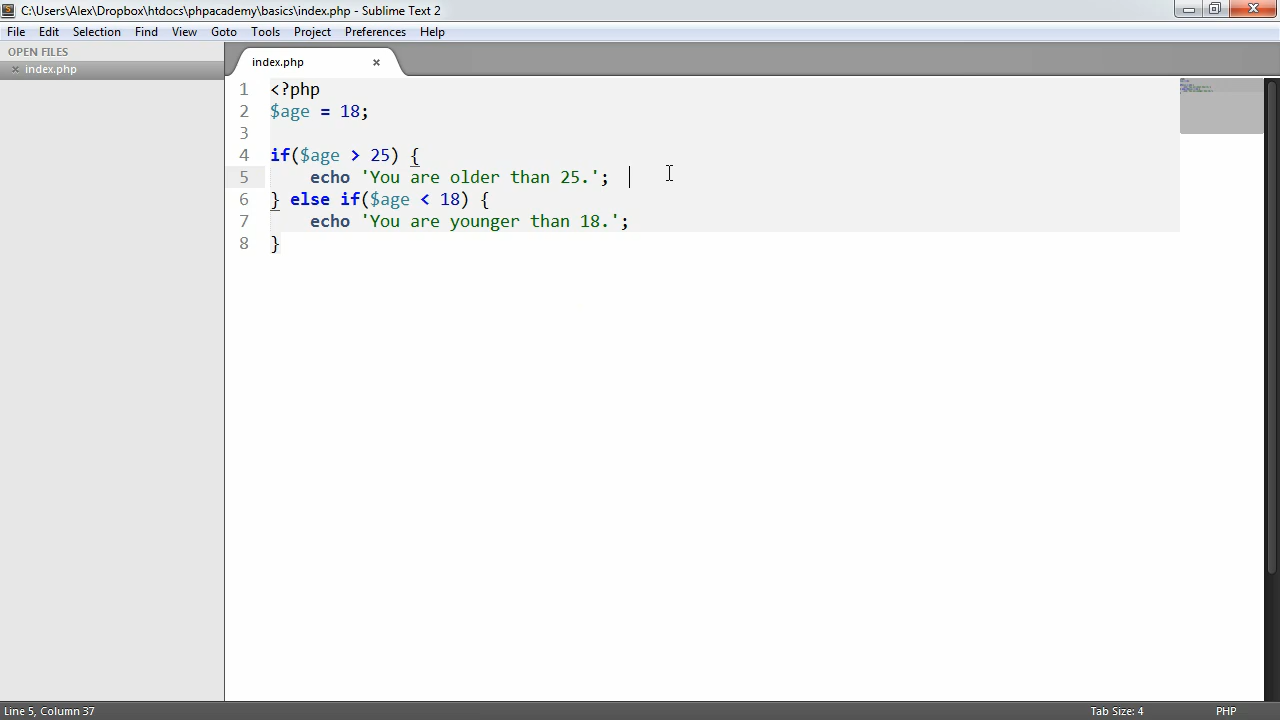 C:\Users\Alex\Dropbox\htdocs\phpacademy\basics\index.php - Sublime Text 2
File Edit Selection Find View Goto Tools Project Preferences Help
OPEN FILES
× index.php
index.php ×
1 <?php
2 $age = 18;
3
4 if($age > 25) {
5     echo 'You are older than 25.';
6 } else if($age < 18) {
7     echo 'You are younger than 18.';
8 }
Line 5, Column 37 Tab Size: 4 PHP